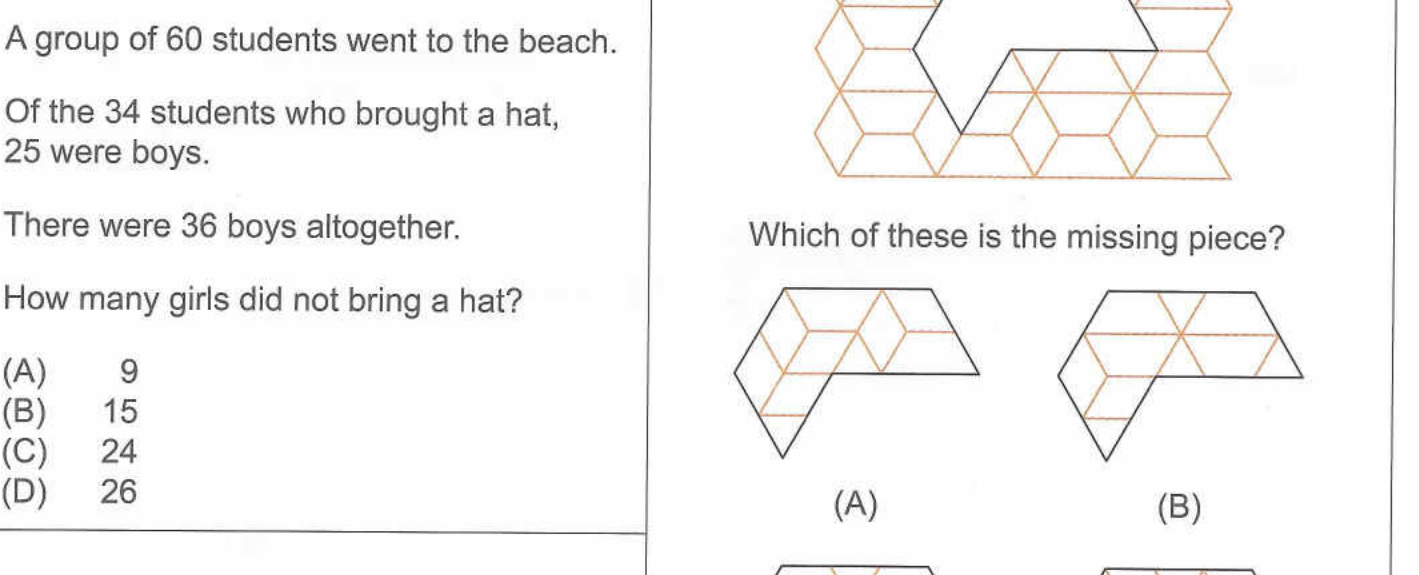 A group of 60 students went to the beach.
Of the 34 students who brought a hat,
25 were boys.
There were 36 boys altogether.
How many girls did not bring a hat?
(A) 9
(B) 15
(C) 24
(D) 26
Which of these is the missing piece?
(A)
(B)